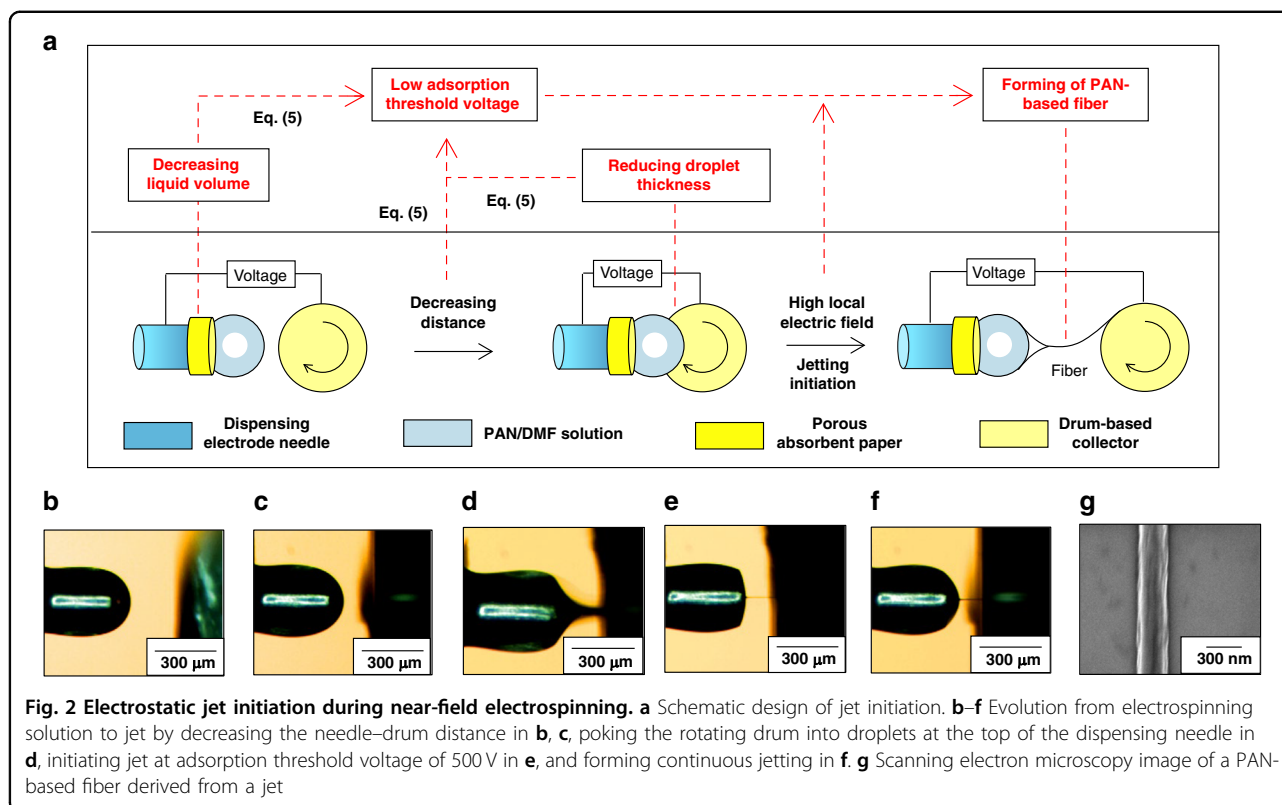 a
Low adsorption
threshold voltage
Forming of PAN-
based fiber
Eq. (5)
Decreasing
liquid volume
Reducing droplet
thickness
Eq. (5)
Eq. (5)
Voltage
Voltage
Voltage
Decreasing
distance
High local
electric field
Jetting
initiation
Fiber
Dispensing
electrode needle
PAN/DMF solution
Porous
absorbent paper
Drum-based
collector
b
c
d
e
f
g
300 µm
300 µm
300 µm
300 µm
300 µm
300 nm
Fig. 2 Electrostatic jet initiation during near-field electrospinning. a Schematic design of jet initiation. b–f Evolution from electrospinning
solution to jet by decreasing the needle–drum distance in b, c, poking the rotating drum into droplets at the top of the dispensing needle in
d, initiating jet at adsorption threshold voltage of 500 V in e, and forming continuous jetting in f. g Scanning electron microscopy image of a PAN-
based fiber derived from a jet